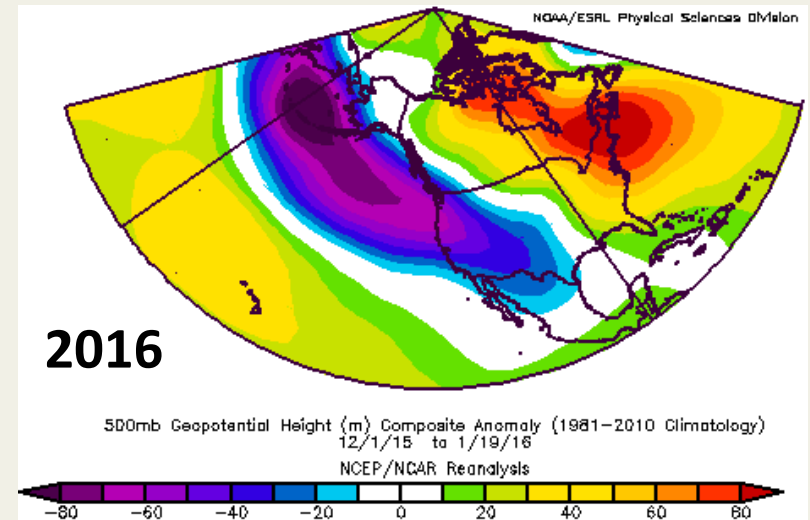 NOAA/ESRL Physical Sciences Division
2016
500mb Geopotential Height (m) Composite Anomaly (1981-2010 Climatology)
12/1/15 to 1/19/16
NCEP/NCAR Reanalysis
-80 -60 -40 -20 0 20 40 60 80